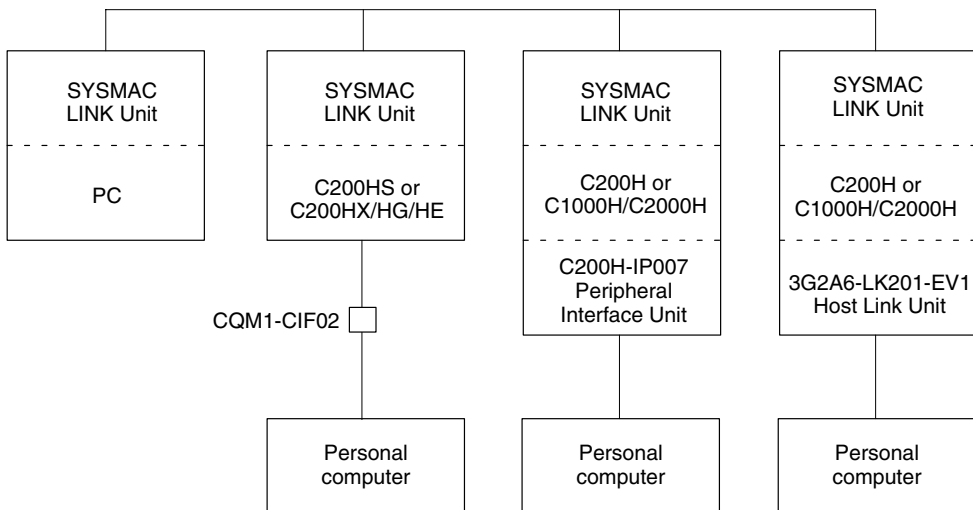 SYSMAC
LINK Unit
PC
SYSMAC
LINK Unit
C200HS or
C200HX/HG/HE
CQM1-CIF02
Personal
computer
SYSMAC
LINK Unit
C200H or
C1000H/C2000H
C200H-IP007
Peripheral
Interface Unit
Personal
computer
SYSMAC
LINK Unit
C200H or
C1000H/C2000H
3G2A6-LK201-EV1
Host Link Unit
Personal
computer